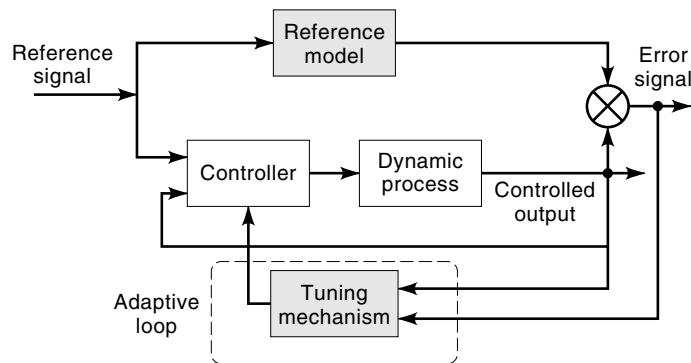 Reference
signal
Reference
model
Error
signal
Controller
Dynamic
process
Controlled
output
Adaptive
loop
Tuning
mechanism